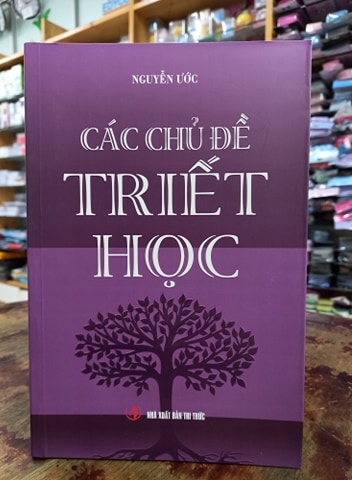 NGUYỄN ƯỚC
CÁC CHỦ ĐỀ
TRIẾT
HỌC
NHÀ XUẤT BẢN TRI THỨC